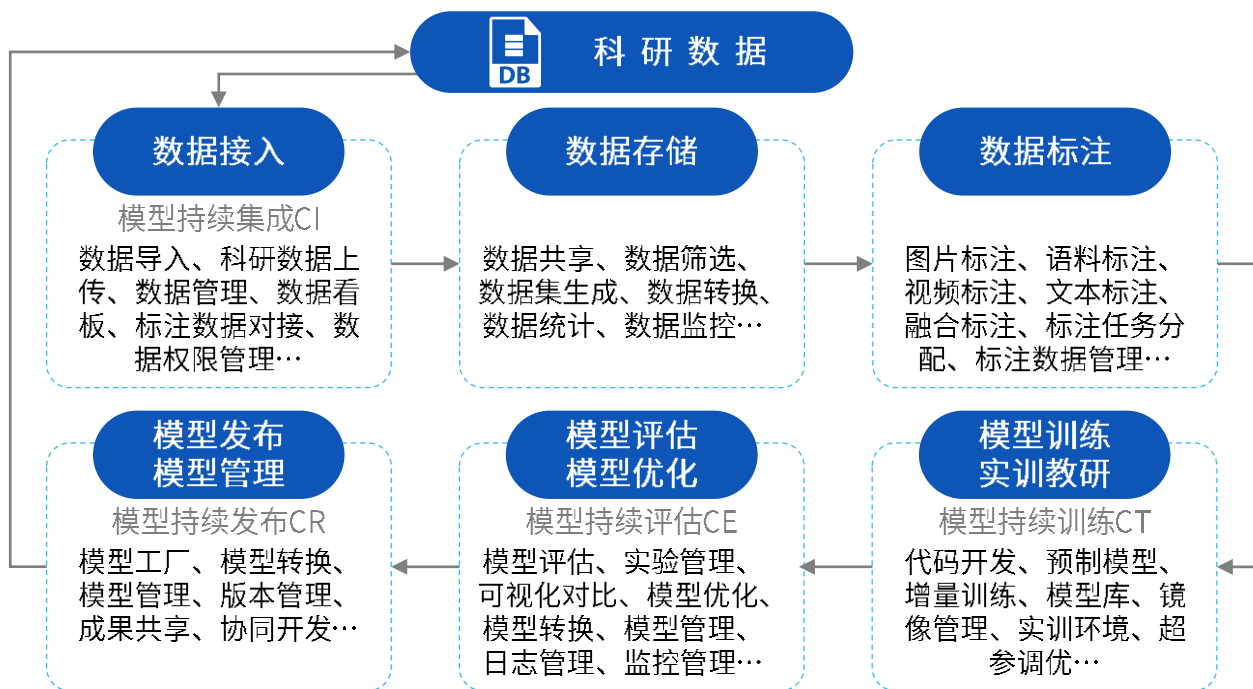 DB
科研数据
数据接入
模型持续集成CI
数据导入、科研数据上
传、数据管理、数据看
板、标注数据对接、数
据权限管理…
数据存储
数据共享、数据筛选、
数据集生成、数据转换、
数据统计、数据监控…
数据标注
图片标注、语料标注、
视频标注、文本标注、
融合标注、标注任务分
配、标注数据管理…
模型发布
模型管理
模型持续发布CR
模型工厂、模型转换、
模型管理、版本管理、
成果共享、协同开发…
模型评估
模型优化
模型持续评估CE
模型评估、实验管理、
可视化对比、模型优化、
模型转换、模型管理、
日志管理、监控管理…
模型训练
实训教研
模型持续训练CT
代码开发、预制模型、
增量训练、模型库、镜
像管理、实训环境、超
参调优…